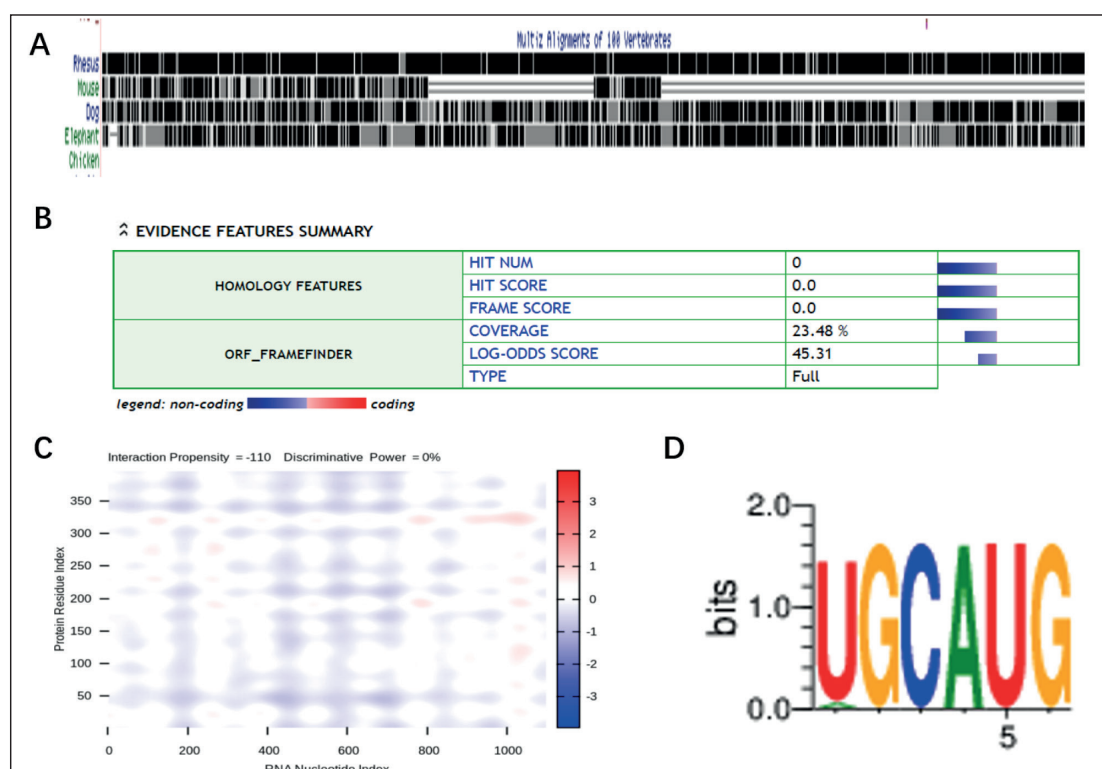 A
Multiz Alignments of 100 Vertebrates
Rhesus
Mouse
Dog
Elephant
Chicken
B
EVIDENCE FEATURES SUMMARY
HOMOLOGY FEATURES
HIT NUM 0
HIT SCORE 0.0
FRAME SCORE 0.0
ORF_FRAMEFINDER
COVERAGE 23.48 %
LOG-ODDS SCORE 45.31
TYPE Full
legend: non-coding coding
C
Interaction Propensity = -110 Discriminative Power = 0%
Protein Residue Index
350
300
250
200
150
100
50
0 200 400 600 800 1000
RNA Nucleotide Index
3
2
1
0
-1
-2
-3
D
bits
2.0
1.0
0.0
UGCAUG
5